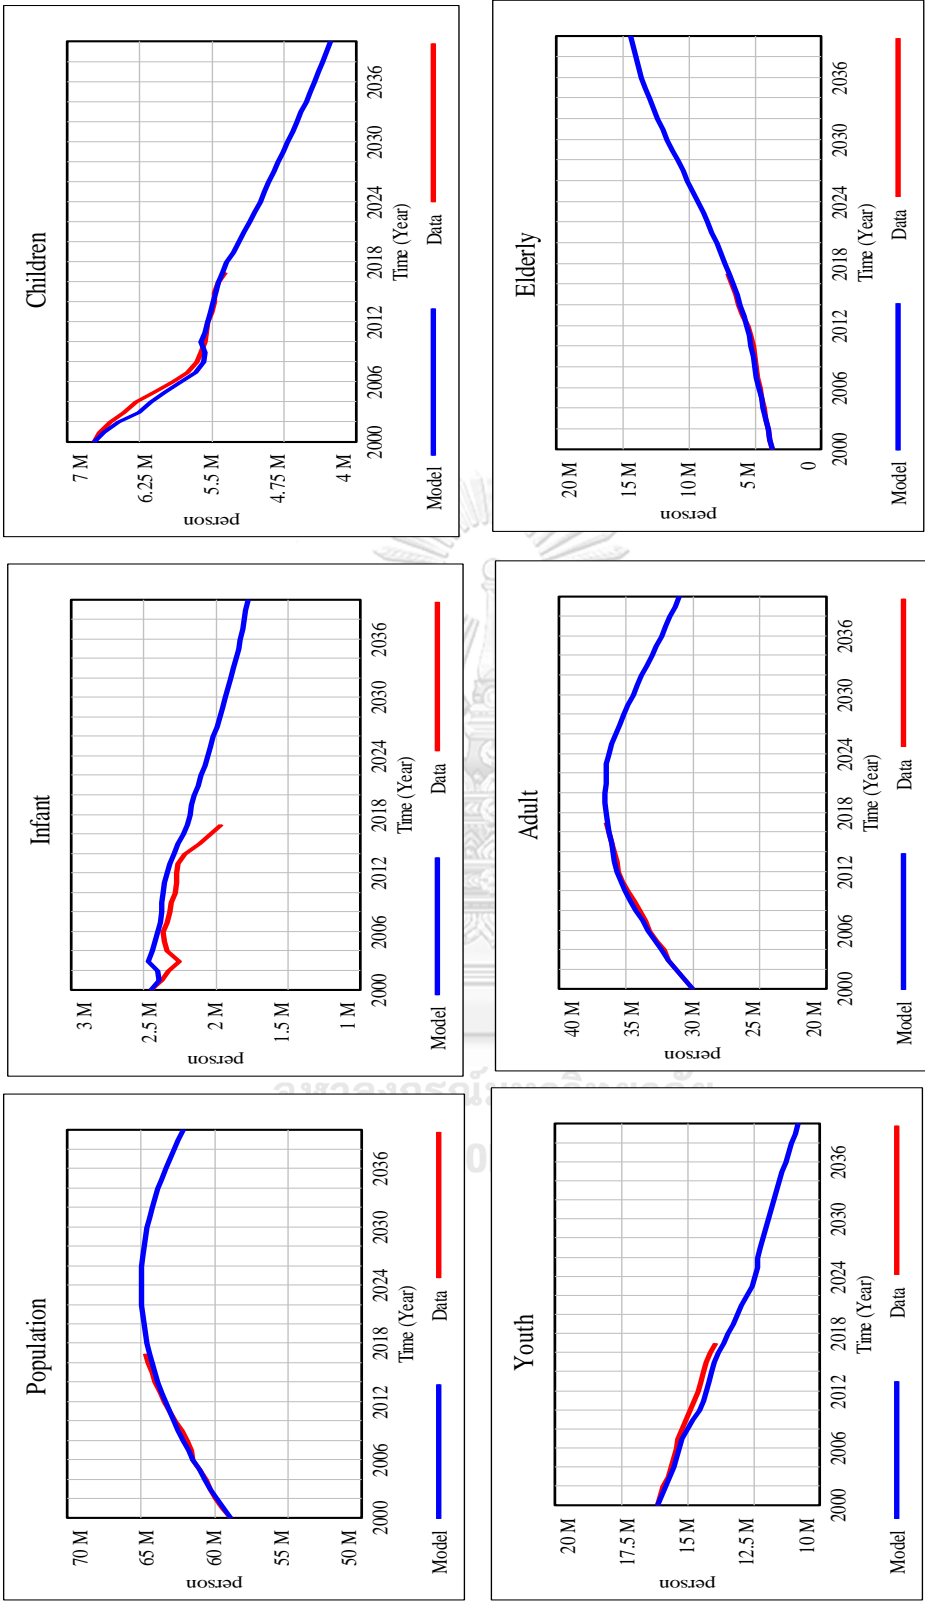 Population
70 M
65 M
60 M
55 M
50 M
person
2000 2006 2012 2018 2024 2030 2036
Time (Year)
Model Data
Infant
3 M
2.5 M
2 M
1.5 M
1 M
person
2000 2006 2012 2018 2024 2030 2036
Time (Year)
Model Data
Children
7 M
6.25 M
5.5 M
4.75 M
4 M
person
2000 2006 2012 2018 2024 2030 2036
Time (Year)
Model Data
Youth
20 M
17.5 M
15 M
12.5 M
10 M
person
2000 2006 2012 2018 2024 2030 2036
Time (Year)
Model Data
Adult
40 M
35 M
30 M
25 M
20 M
person
2000 2006 2012 2018 2024 2030 2036
Time (Year)
Model Data
Elderly
20 M
15 M
10 M
5 M
0
person
2000 2006 2012 2018 2024 2030 2036
Time (Year)
Model Data